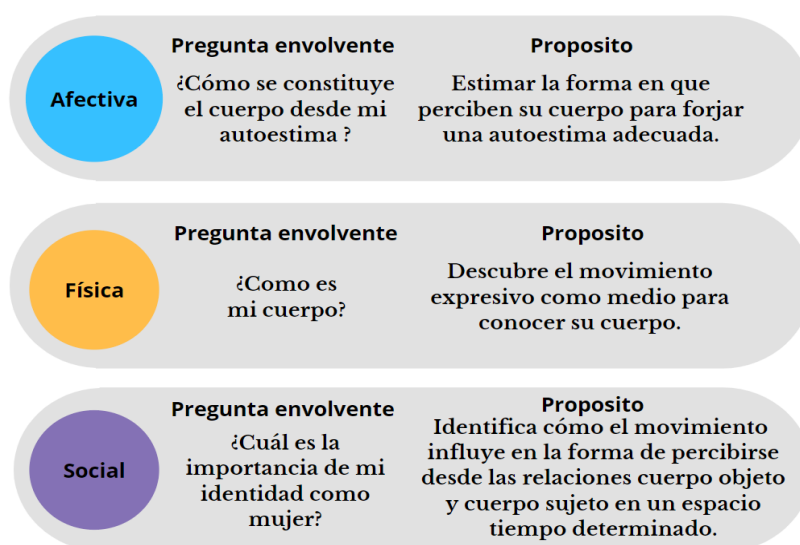 Afectiva
Pregunta envolvente
¿Cómo se constituye
el cuerpo desde mi
autoestima ?
Proposito
Estimar la forma en que
perciben su cuerpo para forjar
una autoestima adecuada.
Física
Pregunta envolvente
¿Como es
mi cuerpo?
Proposito
Descubre el movimiento
expresivo como medio para
conocer su cuerpo.
Social
Pregunta envolvente
¿Cuál es la
importancia de mi
identidad como
mujer?
Proposito
Identifica cómo el movimiento
influye en la forma de percibirse
desde las relaciones cuerpo objeto
y cuerpo sujeto en un espacio
tiempo determinado.